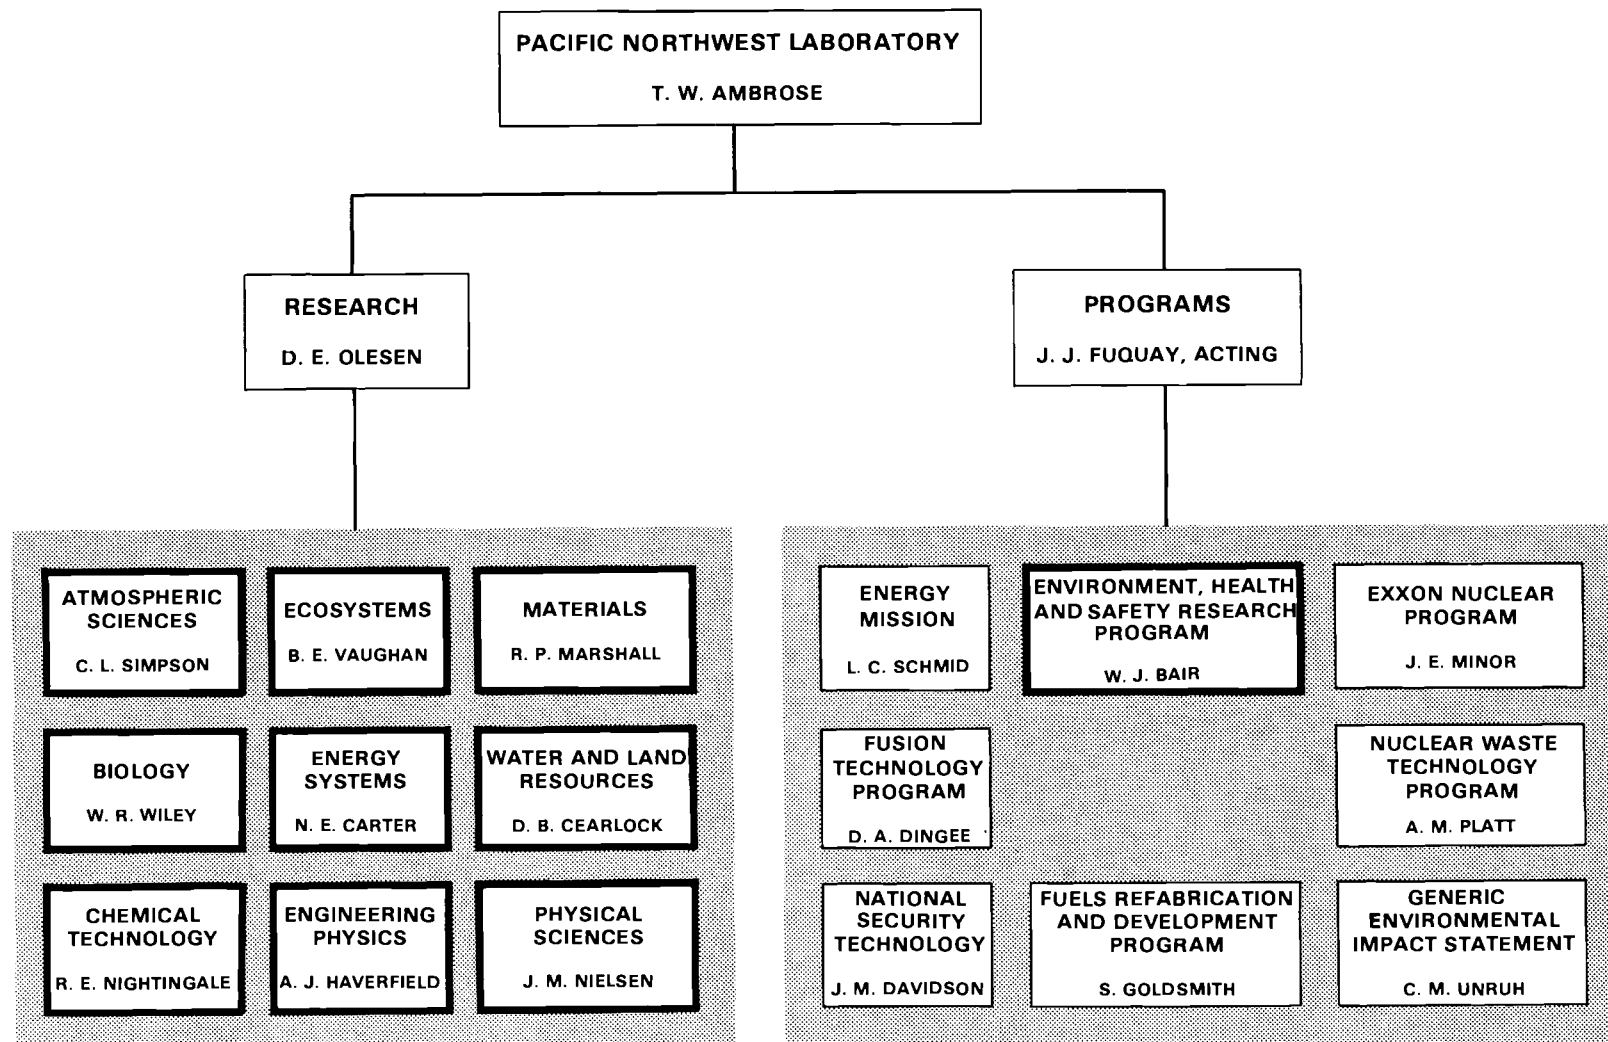 PACIFIC NORTHWEST LABORATORY
T. W. AMBROSE
RESEARCH
D. E. OLESEN
PROGRAMS
J. J. FUQUAY, ACTING
ATMOSPHERIC
SCIENCES
C. L. SIMPSON
ECOSYSTEMS
B. E. VAUGHAN
MATERIALS
R. P. MARSHALL
BIOLOGY
W. R. WILEY
ENERGY
SYSTEMS
N. E. CARTER
WATER AND LAND
RESOURCES
D. B. CEARLOCK
CHEMICAL
TECHNOLOGY
R. E. NIGHTINGALE
ENGINEERING
PHYSICS
A. J. HAVERFIELD
PHYSICAL
SCIENCES
J. M. NIELSEN
ENERGY
MISSION
L. C. SCHMID
ENVIRONMENT, HEALTH
AND SAFETY RESEARCH
PROGRAM
W. J. BAIR
EXXON NUCLEAR
PROGRAM
J. E. MINOR
FUSION
TECHNOLOGY
PROGRAM
D. A. DINGEE
NUCLEAR WASTE
TECHNOLOGY
PROGRAM
A. M. PLATT
NATIONAL
SECURITY
TECHNOLOGY
J. M. DAVIDSON
FUELS REFABRICATION
AND DEVELOPMENT
PROGRAM
S. GOLDSMITH
GENERIC
ENVIRONMENTAL
IMPACT STATEMENT
C. M. UNRUH